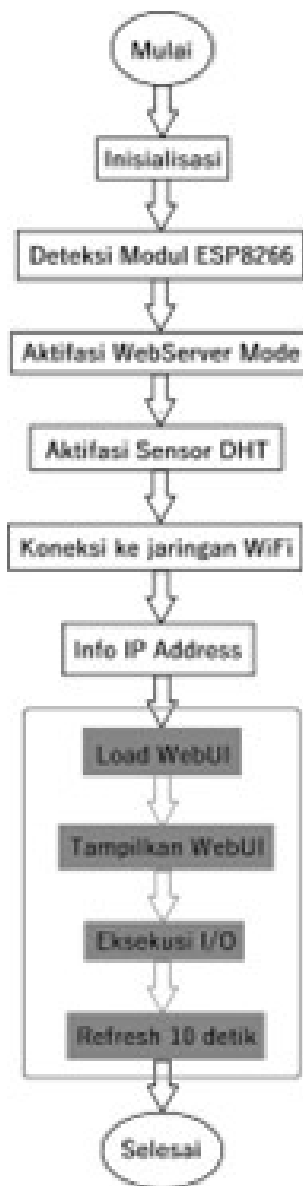 Mulai
Inisialisasi
Deteksi Modul ESP8266
Aktifasi WebServer Mode
Aktifasi Sensor DHT
Koneksi ke jaringan WiFi
Info IP Address
Load WebUI
Tampilkan WebUI
Eksekusi I/O
Refresh 10 detik
Selesai